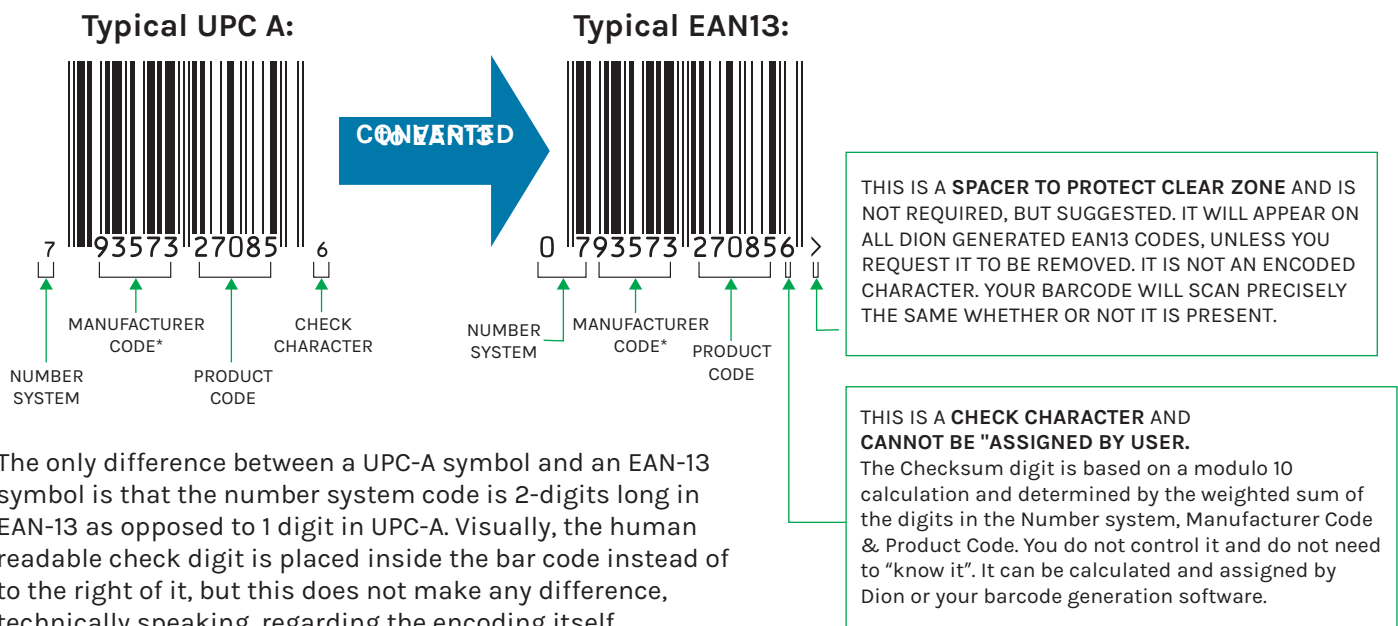 Typical UPC A:
7 93573 27085 6
NUMBER
SYSTEM
MANUFACTURER
CODE*
PRODUCT
CODE
CHECK
CHARACTER
CONVERTED
to EAN13
Typical EAN13:
0 793573 270856 >
NUMBER
SYSTEM
MANUFACTURER
CODE*
PRODUCT
CODE
THIS IS A SPACER TO PROTECT CLEAR ZONE AND IS
NOT REQUIRED, BUT SUGGESTED. IT WILL APPEAR ON
ALL DION GENERATED EAN13 CODES, UNLESS YOU
REQUEST IT TO BE REMOVED. IT IS NOT AN ENCODED
CHARACTER. YOUR BARCODE WILL SCAN PRECISELY
THE SAME WHETHER OR NOT IT IS PRESENT.
THIS IS A CHECK CHARACTER AND
CANNOT BE "ASSIGNED BY USER.
The Checksum digit is based on a modulo 10
calculation and determined by the weighted sum of
the digits in the Number system, Manufacturer Code
& Product Code. You do not control it and do not need
to “know it”. It can be calculated and assigned by
Dion or your barcode generation software.
The only difference between a UPC-A symbol and an EAN-13
symbol is that the number system code is 2-digits long in
EAN-13 as opposed to 1 digit in UPC-A. Visually, the human
readable check digit is placed inside the bar code instead of
to the right of it, but this does not make any difference,
technically speaking, regarding the encoding itself